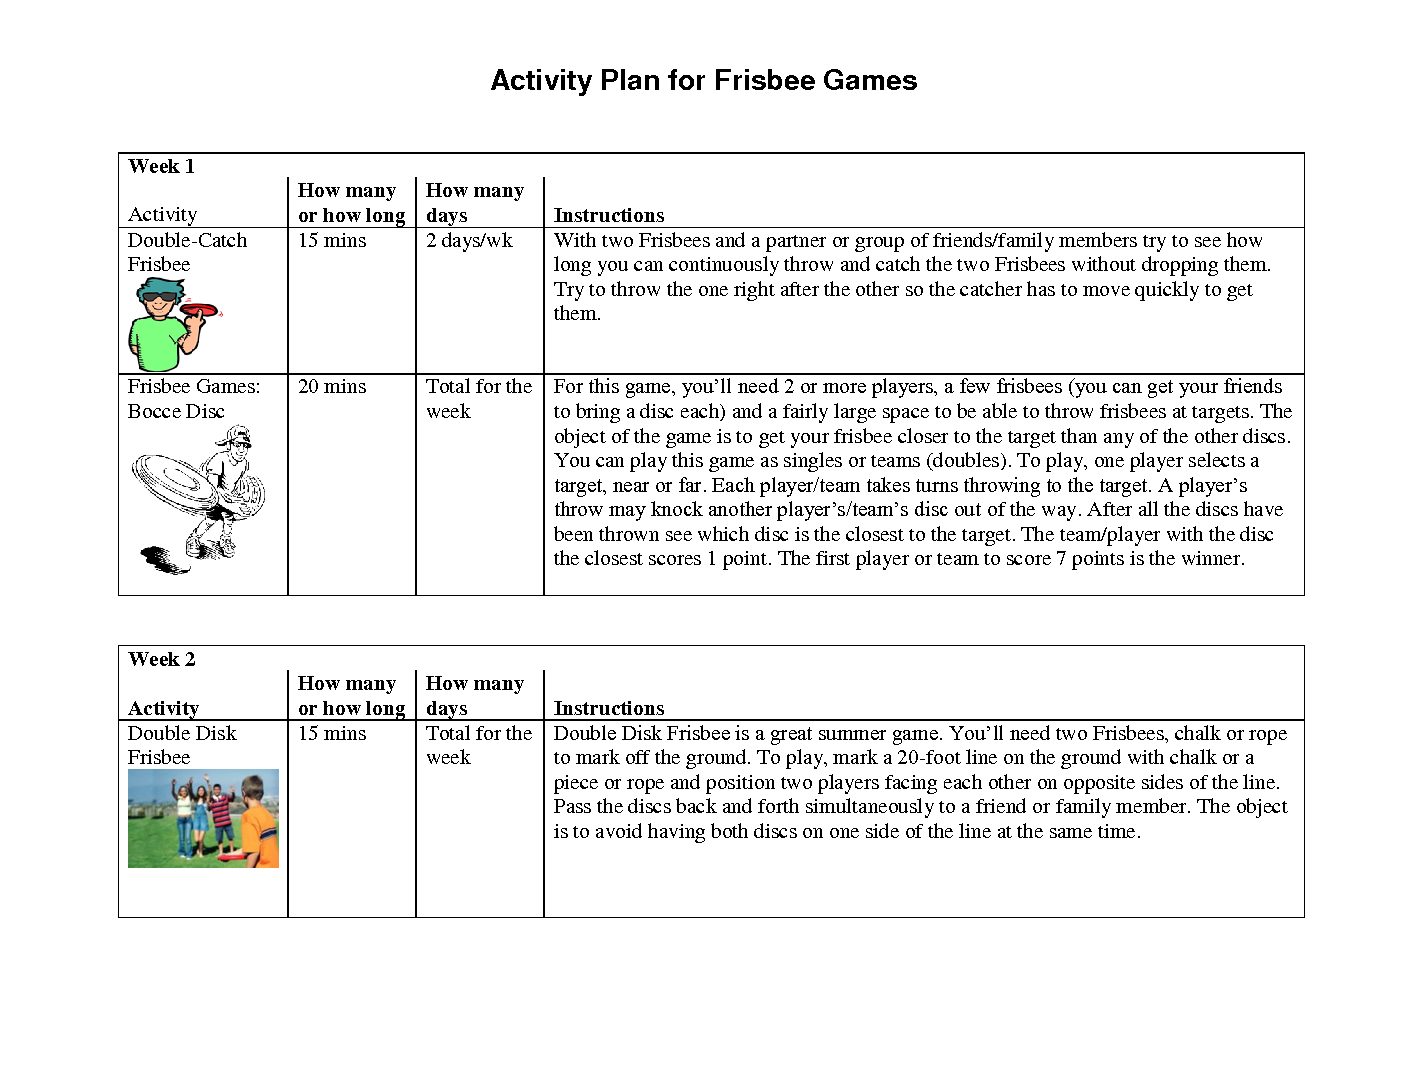 Activity Plan for Frisbee Games
Week 1
Activity
How many
or how long
How many
days
Instructions
Double-Catch
Frisbee
15 mins
2 days/wk
With two Frisbees and a partner or group of friends/family members try to see how
long you can continuously throw and catch the two Frisbees without dropping them.
Try to throw the one right after the other so the catcher has to move quickly to get
them.
Frisbee Games:
Bocce Disc
20 mins
Total for the
week
For this game, you’ll need 2 or more players, a few frisbees (you can get your friends
to bring a disc each) and a fairly large space to be able to throw frisbees at targets. The
object of the game is to get your frisbee closer to the target than any of the other discs.
You can play this game as singles or teams (doubles). To play, one player selects a
target, near or far. Each player/team takes turns throwing to the target. A player’s
throw may knock another player’s/team’s disc out of the way. After all the discs have
been thrown see which disc is the closest to the target. The team/player with the disc
the closest scores 1 point. The first player or team to score 7 points is the winner.
Week 2
Activity
How many
or how long
How many
days
Instructions
Double Disk
Frisbee
15 mins
Total for the
week
Double Disk Frisbee is a great summer game. You’ll need two Frisbees, chalk or rope
to mark off the ground. To play, mark a 20-foot line on the ground with chalk or a
piece or rope and position two players facing each other on opposite sides of the line.
Pass the discs back and forth simultaneously to a friend or family member. The object
is to avoid having both discs on one side of the line at the same time.